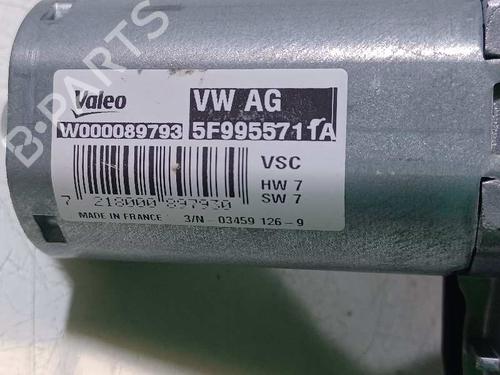 Valeo
VW AG
W000089793
5F9955711A
VSC
HW 7
SW 7
7 218000 897930
MADE IN FRANCE
3/N - 03459 126-9
B-PARTS